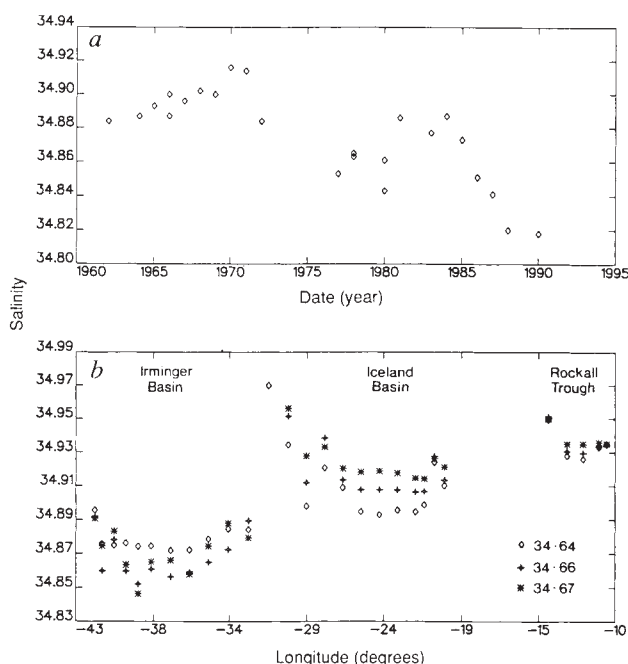 34.94
a
34.92
34.90
34.88
34.86
34.84
34.82
34.80
1960 1965 1970 1975 1980 1985 1990 1995
Date (year)
Salinity
34.99
b
Irminger Basin
Iceland Basin
Rockall Trough
34.97
34.95
34.93
34.91
34.89
34.87
34.85
34.83
◇ 34·64
+ 34·66
✳ 34·67
-43 -38 -34 -29 -24 -19 -15 -10
Longitude (degrees)